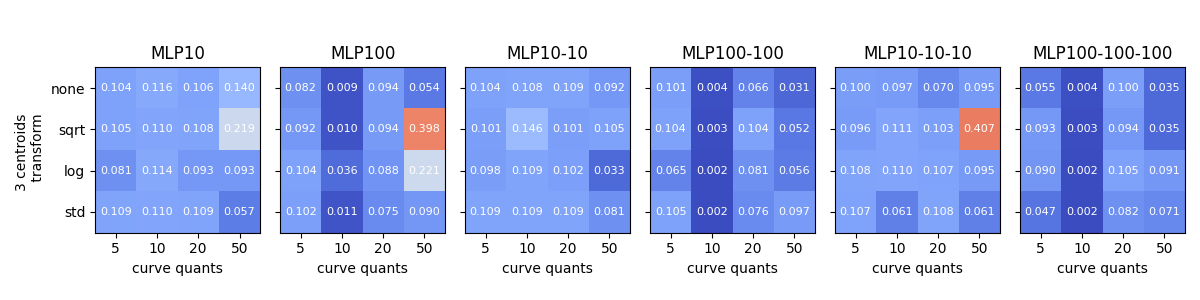 MLP10 MLP100 MLP10-10 MLP100-100 MLP10-10-10 MLP100-100-100
3 centroids
transform
none 0.104 0.116 0.106 0.140 0.082 0.009 0.094 0.054 0.104 0.108 0.109 0.092 0.101 0.004 0.066 0.031 0.100 0.097 0.070 0.095 0.055 0.004 0.100 0.035
sqrt 0.105 0.110 0.108 0.219 0.092 0.010 0.094 0.398 0.101 0.146 0.101 0.105 0.104 0.003 0.104 0.052 0.096 0.111 0.103 0.407 0.093 0.003 0.094 0.035
log 0.081 0.114 0.093 0.093 0.104 0.036 0.088 0.221 0.098 0.109 0.102 0.033 0.065 0.002 0.081 0.056 0.108 0.110 0.107 0.095 0.090 0.002 0.105 0.091
std 0.109 0.110 0.109 0.057 0.102 0.011 0.075 0.090 0.109 0.109 0.109 0.081 0.105 0.002 0.076 0.097 0.107 0.061 0.108 0.061 0.047 0.002 0.082 0.071
5 10 20 50 5 10 20 50 5 10 20 50 5 10 20 50 5 10 20 50 5 10 20 50
curve quants curve quants curve quants curve quants curve quants curve quants